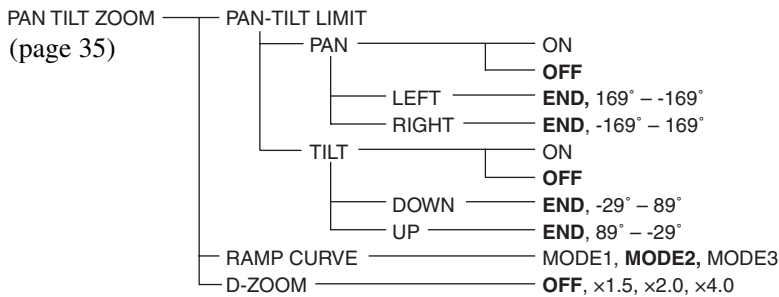 PAN TILT ZOOM PAN-TILT LIMIT
(page 35) PAN ON
OFF
LEFT END, 169˚ – -169˚
RIGHT END, -169˚ – 169˚
TILT ON
OFF
DOWN END, -29˚ – 89˚
UP END, 89˚ – -29˚
RAMP CURVE MODE1, MODE2, MODE3
D-ZOOM OFF, ×1.5, ×2.0, ×4.0